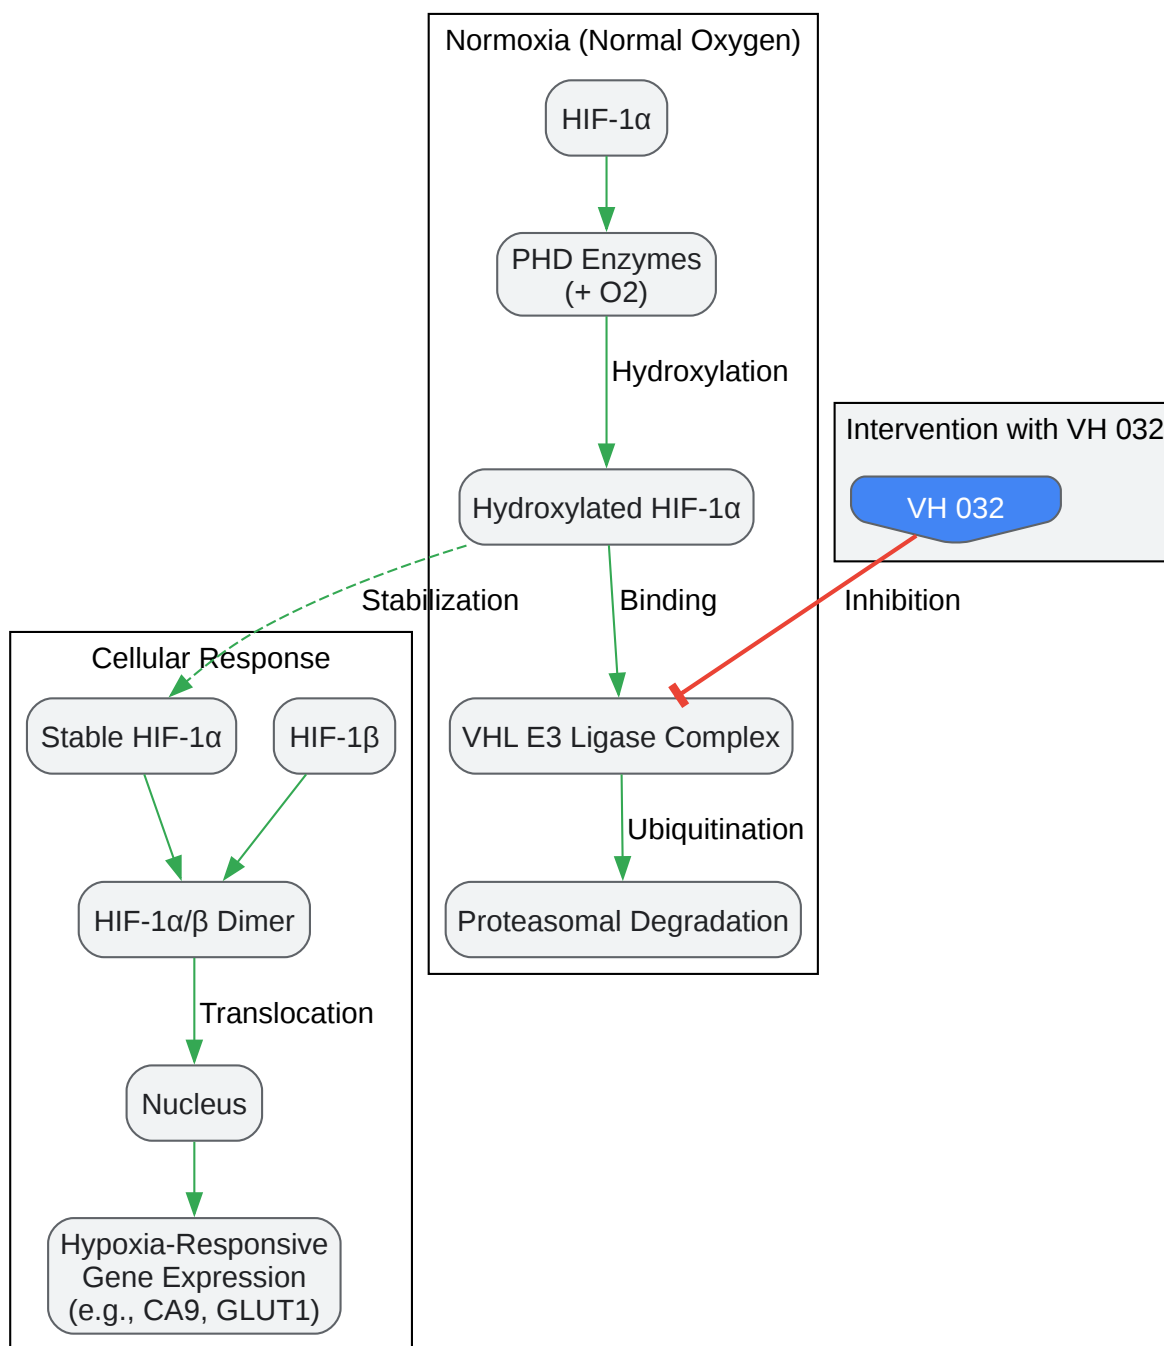 Normoxia (Normal Oxygen)
HIF-1α
PHD Enzymes
(+ O2)
Hydroxylation
Intervention with VH 032
VH 032
Hydroxylated HIF-1α
Stabilization
Binding
Inhibition
Cellular Response
Stable HIF-1α
HIF-1β
VHL E3 Ligase Complex
Ubiquitination
HIF-1α/β Dimer
Proteasomal Degradation
Translocation
Nucleus
Hypoxia-Responsive
Gene Expression
(e.g., CA9, GLUT1)